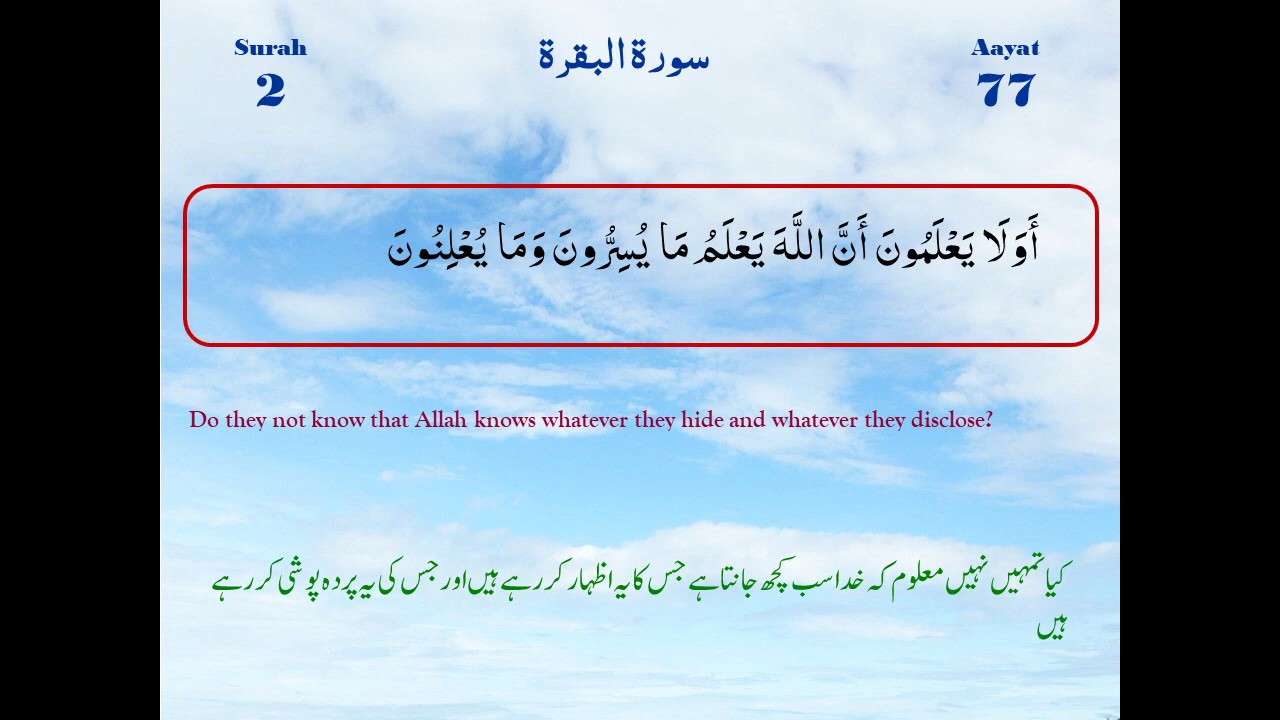 Surah
2
سورة البقرة
Aayat
77
أَوَلَا يَعْلَمُونَ أَنَّ اللَّهَ يَعْلَمُ مَا يُسِرُّونَ وَمَا يُعْلِنُونَ
Do they not know that Allah knows whatever they hide and whatever they disclose?
کیا تمہیں نہیں معلوم کہ خدا سب کچھ جانتا ہے جس کا یہ اظہار کر رہے ہیں اور جس کی یہ پردہ پوشی کر رہے
ہیں